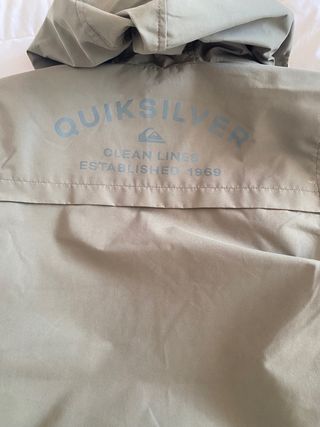 QUIKSILVER
CLEAN LINES
ESTABLISHED 1969